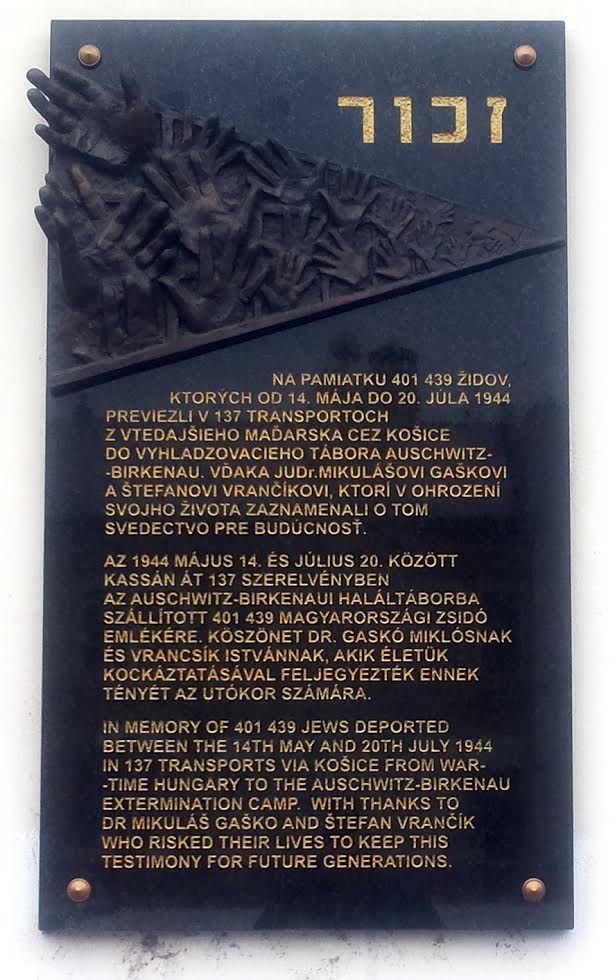 זכור
NA PAMIATKU 401 439 ŽIDOV,
KTORÝCH OD 14. MÁJA DO 20. JÚLA 1944
PREVIEZLI V 137 TRANSPORTOCH
Z VTEDAJŠIEHO MAĎARSKA CEZ KOŠICE
DO VYHLADZOVACIEHO TÁBORA AUSCHWITZ-
-BIRKENAU. VĎAKA JUDr.MIKULÁŠOVI GAŠKOVI
A ŠTEFANOVI VRANČÍKOVI, KTORÍ V OHROZENÍ
SVOJHO ŽIVOTA ZAZNAMENALI O TOM
SVEDECTVO PRE BUDÚCNOSŤ.
AZ 1944 MÁJUS 14. ÉS JÚLIUS 20. KÖZÖTT
KASSÁN ÁT 137 SZERELVÉNYBEN
AZ AUSCHWITZ-BIRKENAUI HALÁLTÁBORBA
SZÁLLÍTOTT 401 439 MAGYARORSZÁGI ZSIDÓ
EMLÉKÉRE. KÖSZÖNET DR. GASKÓ MIKLÓSNAK
ÉS VRANCSÍK ISTVÁNNAK, AKIK ÉLETÜK
KOCKÁZTATÁSÁVAL FELJEGYEZTÉK ENNEK
TÉNYÉT AZ UTÓKOR SZÁMÁRA.
IN MEMORY OF 401 439 JEWS DEPORTED
BETWEEN THE 14TH MAY AND 20TH JULY 1944
IN 137 TRANSPORTS VIA KOŠICE FROM WAR-
-TIME HUNGARY TO THE AUSCHWITZ-BIRKENAU
EXTERMINATION CAMP. WITH THANKS TO
DR MIKULÁŠ GAŠKO AND ŠTEFAN VRANČÍK
WHO RISKED THEIR LIVES TO KEEP THIS
TESTIMONY FOR FUTURE GENERATIONS.